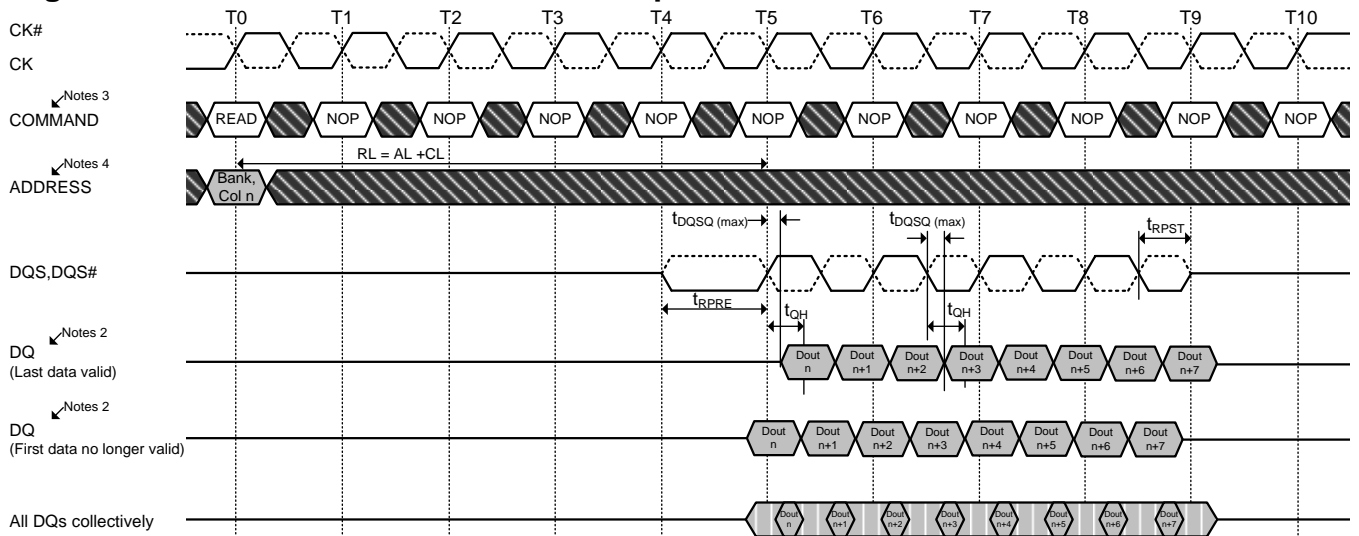 T0 T1 T2 T3 T4 T5 T6 T7 T8 T9 T10
CK#
CK
Notes 3
COMMAND READ NOP NOP NOP NOP NOP NOP NOP NOP NOP NOP
Notes 4
RL = AL +CL
ADDRESS
Bank,
Col n
tDQSQ (max) tDQSQ (max) tRPST
DQS,DQS#
tRPRE tQH tQH
Notes 2
DQ
(Last data valid)
Dout n Dout n+1 Dout n+2 Dout n+3 Dout n+4 Dout n+5 Dout n+6 Dout n+7
Notes 2
DQ
(First data no longer valid)
Dout n Dout n+1 Dout n+2 Dout n+3 Dout n+4 Dout n+5 Dout n+6 Dout n+7
All DQs collectively
Dout n Dout n+1 Dout n+2 Dout n+3 Dout n+4 Dout n+5 Dout n+6 Dout n+7